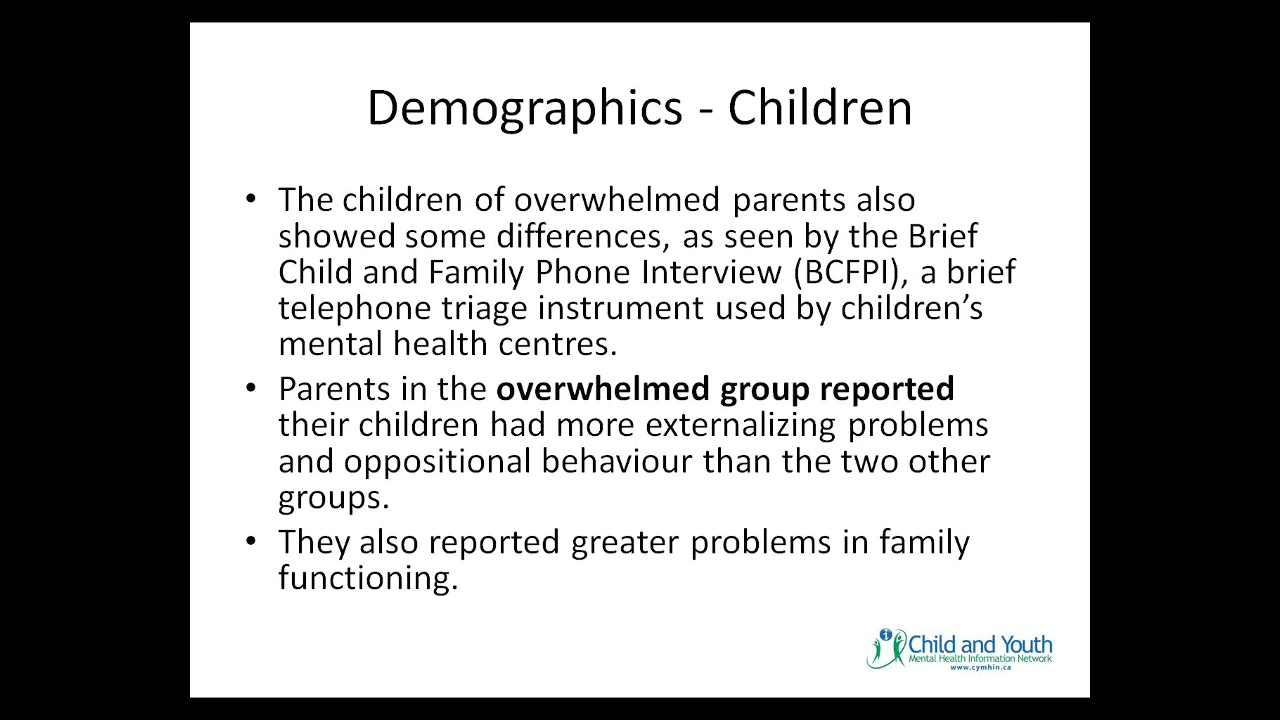 Demographics - Children
• The children of overwhelmed parents also
showed some differences, as seen by the Brief
Child and Family Phone Interview (BCFPI), a brief
telephone triage instrument used by children’s
mental health centres.
• Parents in the overwhelmed group reported
their children had more externalizing problems
and oppositional behaviour than the two other
groups.
• They also reported greater problems in family
functioning.
i
Child and Youth
Mental Health Information Network
www.cymhin.ca